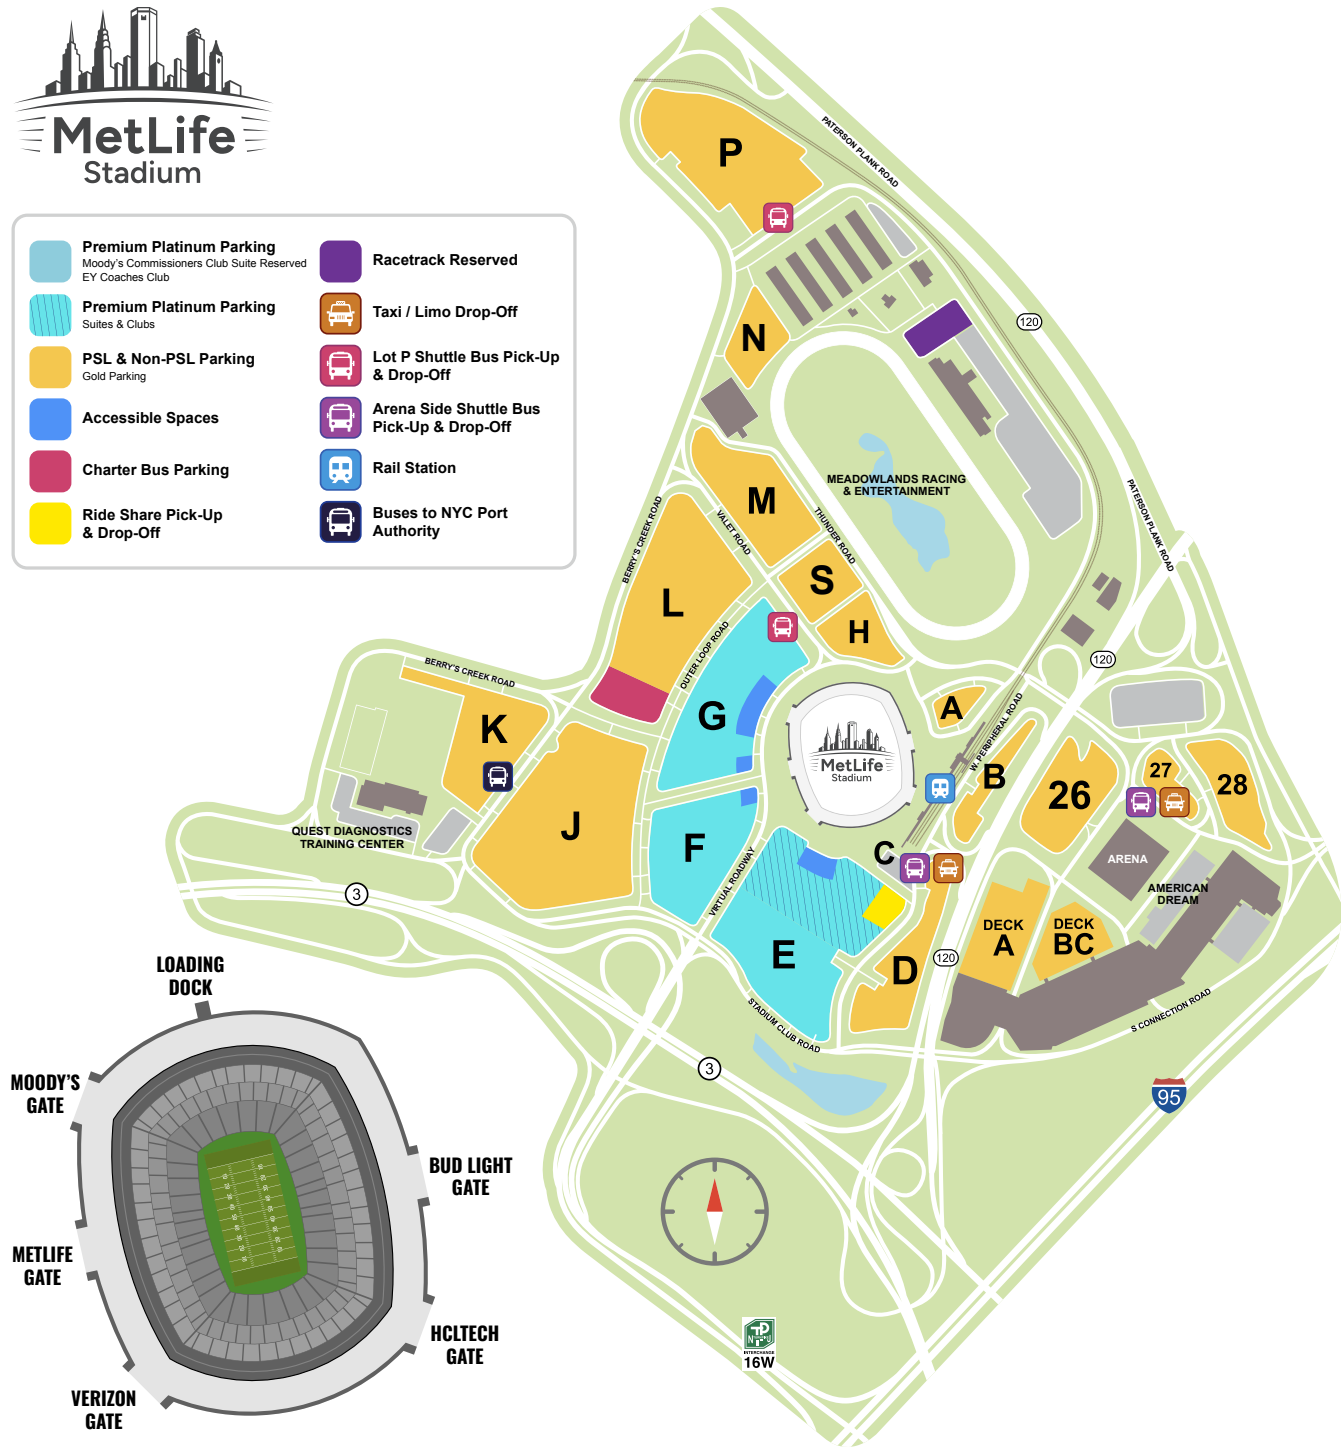 MetLife
Stadium
Premium Platinum Parking
Moody's Commissioners Club Suite Reserved
EY Coaches Club
Premium Platinum Parking
Suites & Clubs
PSL & Non-PSL Parking
Gold Parking
Accessible Spaces
Charter Bus Parking
Ride Share Pick-Up
& Drop-Off
Racetrack Reserved
Taxi / Limo Drop-Off
Lot P Shuttle Bus Pick-Up
& Drop-Off
Arena Side Shuttle Bus
Pick-Up & Drop-Off
Rail Station
Buses to NYC Port
Authority
PATERSON PLANK ROAD
P
120
N
MEADOWLANDS RACING
& ENTERTAINMENT
PATERSON PLANK ROAD
BERRY'S CREEK ROAD
M
VALET ROAD
THUNDER ROAD
S
L
H
OUTER LOOP ROAD
120
BERRY'S CREEK ROAD
G
A
K
W. PERIPHERAL ROAD
MetLife
Stadium
B
26
27
28
QUEST DIAGNOSTICS
TRAINING CENTER
J
F
C
VIRTUAL ROADWAY
ARENA
AMERICAN
DREAM
3
DECK
A
DECK
BC
E
D
120
STADIUM CLUB ROAD
S CONNECTION ROAD
3
95
LOADING
DOCK
MOODY'S
GATE
BUD LIGHT
GATE
METLIFE
GATE
HCLTECH
GATE
VERIZON
GATE
INTERCHANGE
16W